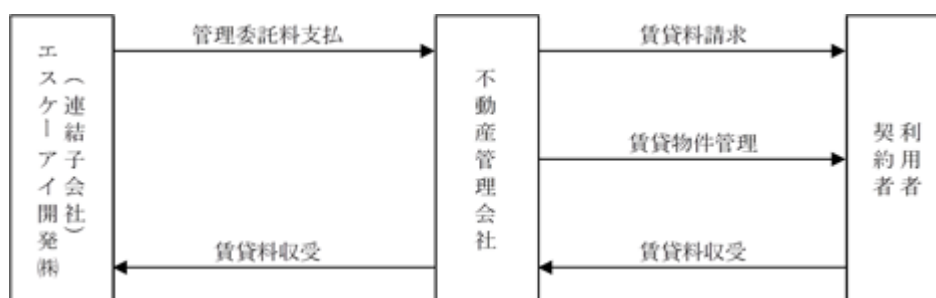 エスケーアイ開発㈱
（連結子会社）
管理委託料支払
賃貸料収受
不動産管理会社
賃貸料請求
賃貸物件管理
賃貸料収受
利用者
契約者